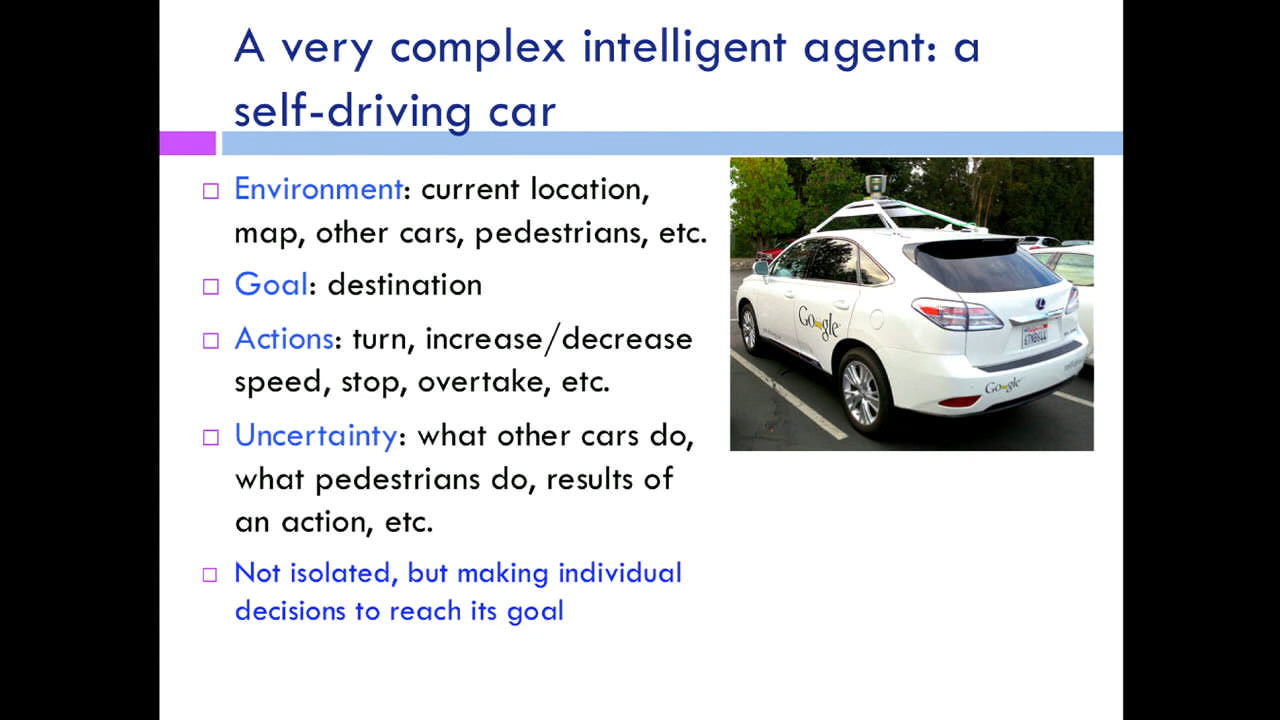 A very complex intelligent agent: a
self-driving car
Environment: current location,
map, other cars, pedestrians, etc.
Goal: destination
Actions: turn, increase/decrease
speed, stop, overtake, etc.
Uncertainty: what other cars do,
what pedestrians do, results of
an action, etc.
Not isolated, but making individual
decisions to reach its goal
Google
Google